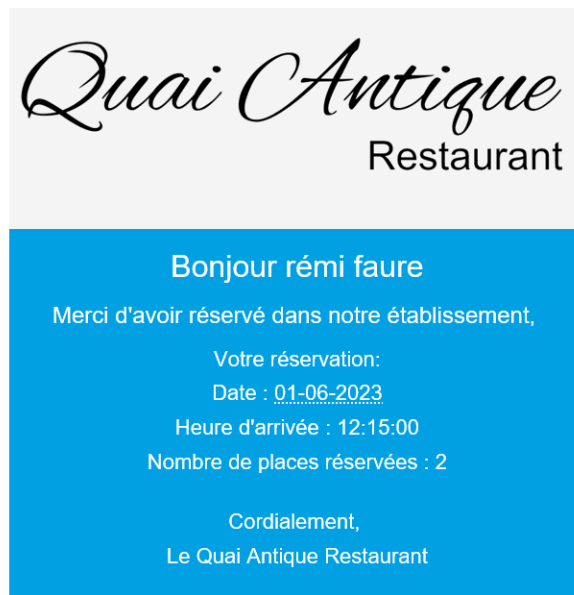 Quai Antique
Restaurant
Bonjour rémi faure
Merci d'avoir réservé dans notre établissement,
Votre réservation:
Date : 01-06-2023
Heure d'arrivée : 12:15:00
Nombre de places réservées : 2
Cordialement,
Le Quai Antique Restaurant